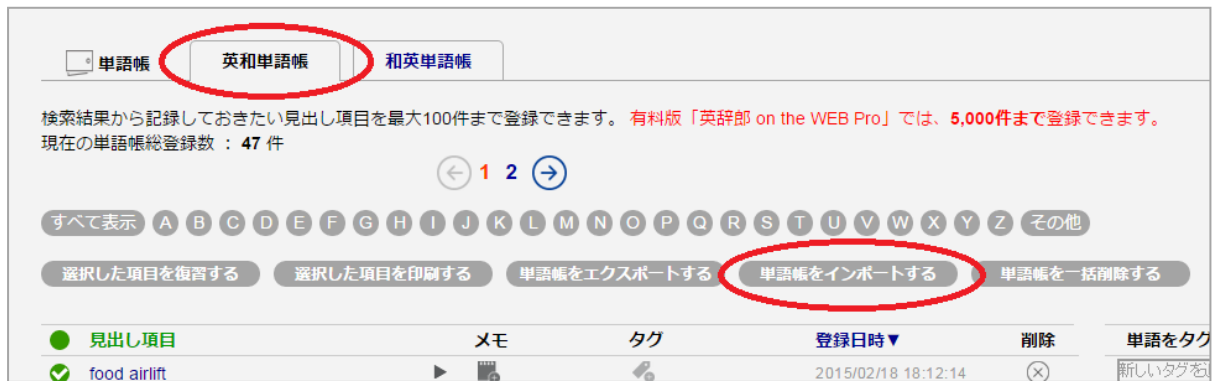 単語帳 英和単語帳 和英単語帳
検索結果から記録しておきたい見出し項目を最大100件まで登録できます。 有料版「英辞郎 on the WEB Pro」では、5,000件まで登録できます。
現在の単語帳総登録数 : 47 件
1 2
すべて表示 A B C D E F G H I J K L M N O P Q R S T U V W X Y Z その他
選択した項目を復習する 選択した項目を印刷する 単語帳をエクスポートする 単語帳をインポートする 単語帳を一括削除する
見出し項目 メモ タグ 登録日時▼ 削除 単語をタグ
food airlift 2015/02/18 18:12:14 新しいタグを